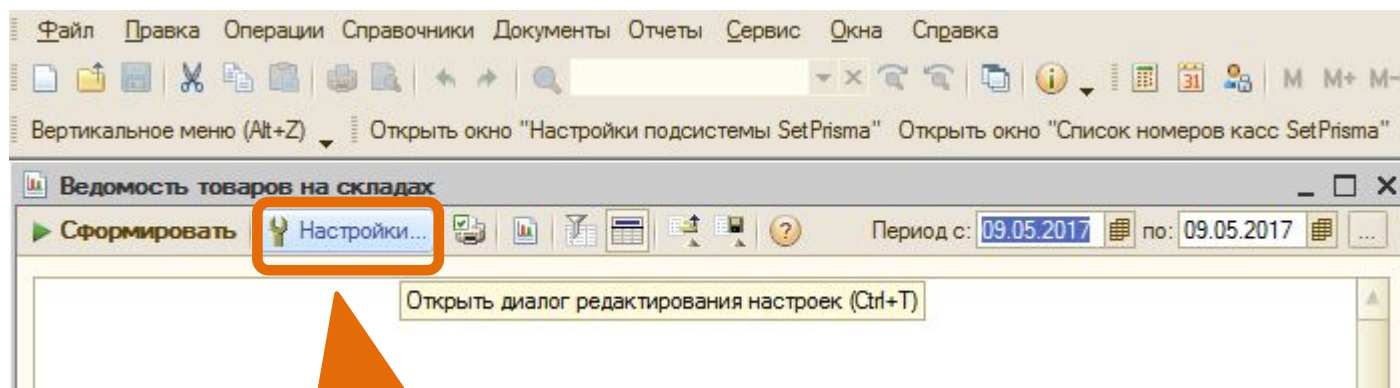 Файл Правка Операции Справочники Документы Отчеты Сервис Окна Справка
31 M M+ M-
Вертикальное меню (Alt+Z) Открыть окно "Настройки подсистемы SetPrisma" Открыть окно "Список номеров касс SetPrisma"
Ведомость товаров на складах
Сформировать Настройки... ? Период с: 09.05.2017 по: 09.05.2017 ...
Открыть диалог редактирования настроек (Ctrl+T)